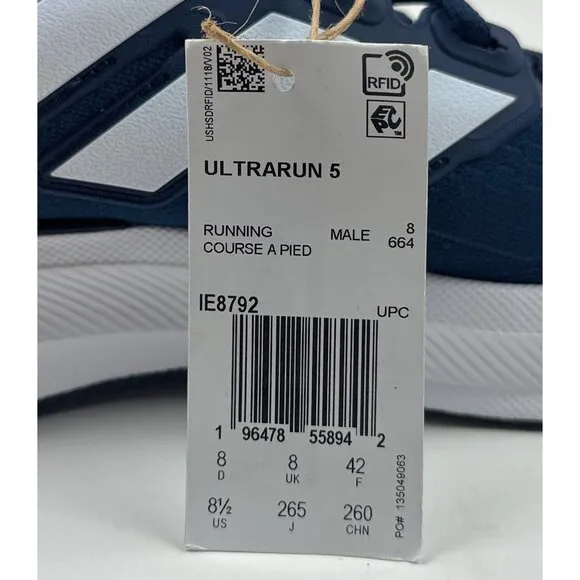 USHSDRFID/1118/V02
RFID
EPC™
ULTRARUN 5
RUNNING MALE 8
COURSE A PIED 664
IE8792 UPC
1 96478 55894 2
8 8 42
D UK F
8½ 265 260
US J CHN
PO# 135049063